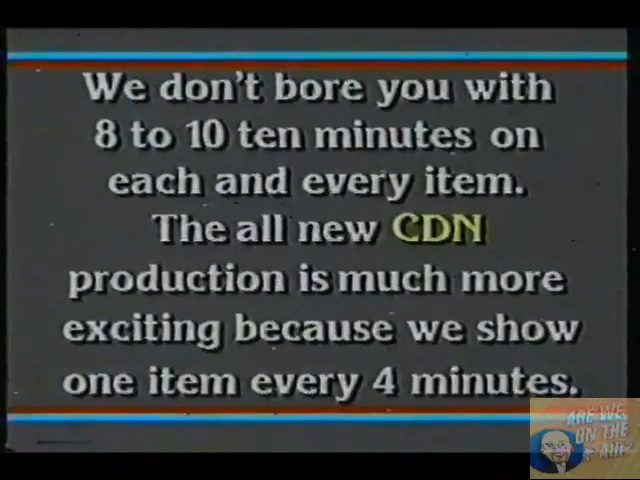 We don't bore you with
8 to 10 ten minutes on
each and every item.
The all new CDN
production is much more
exciting because we show
one item every 4 minutes.
ARE WE
ON THE
AIR?